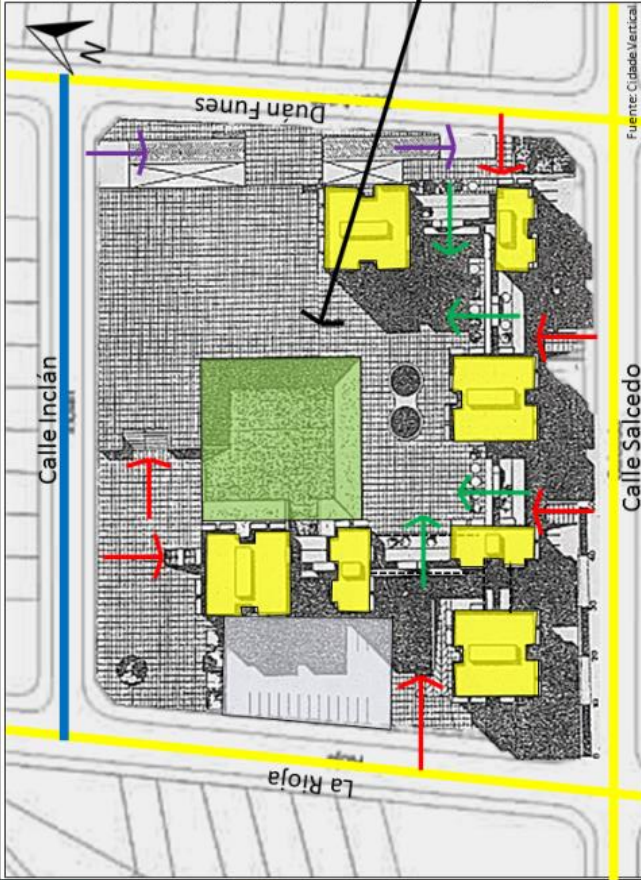 N
Duán Funes
Fuente: Cidade Vertical
Calle Inclán
Calle Salcedo
La Rioja